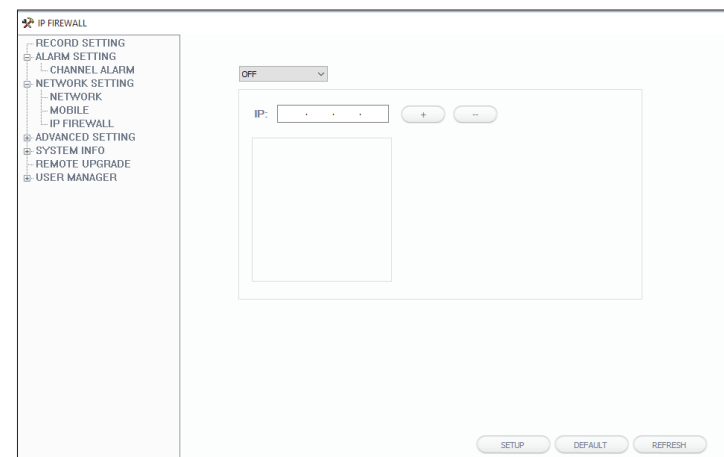 IP FIREWALL
RECORD SETTING
ALARM SETTING
CHANNEL ALARM
NETWORK SETTING
NETWORK
MOBILE
IP FIREWALL
ADVANCED SETTING
SYSTEM INFO
REMOTE UPGRADE
USER MANAGER
OFF
IP: . . . + --
SETUP DEFAULT REFRESH